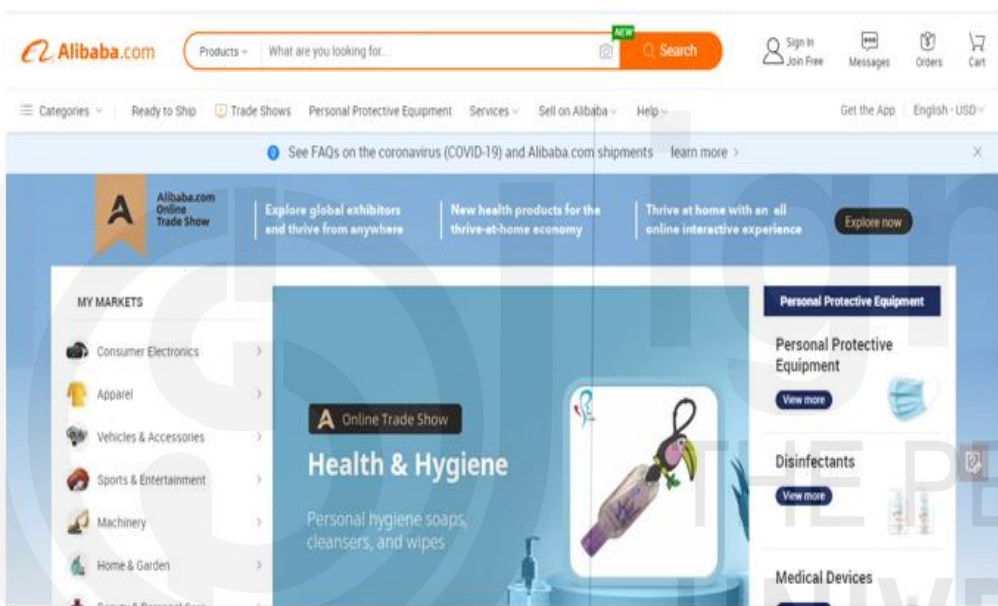 Alibaba.com
Products
What are you looking for...
NEW
Search
Sign In
Join Free
Messages
Orders
Cart
Categories
Ready to Ship
Trade Shows
Personal Protective Equipment
Services
Sell on Alibaba
Help
Get the App
English - USD
See FAQs on the coronavirus (COVID-19) and Alibaba.com shipments learn more >
Alibaba.com
Online
Trade Show
Explore global exhibitors
and thrive from anywhere
New health products for the
thrive-at-home economy
Thrive at home with an all
online interactive experience
Explore now
MY MARKETS
Consumer Electronics
Apparel
Vehicles & Accessories
Sports & Entertainment
Machinery
Home & Garden
Online Trade Show
Health & Hygiene
Personal hygiene soaps,
cleansers, and wipes
Personal Protective Equipment
Personal Protective
Equipment
View more
Disinfectants
View more
Medical Devices
THE PE